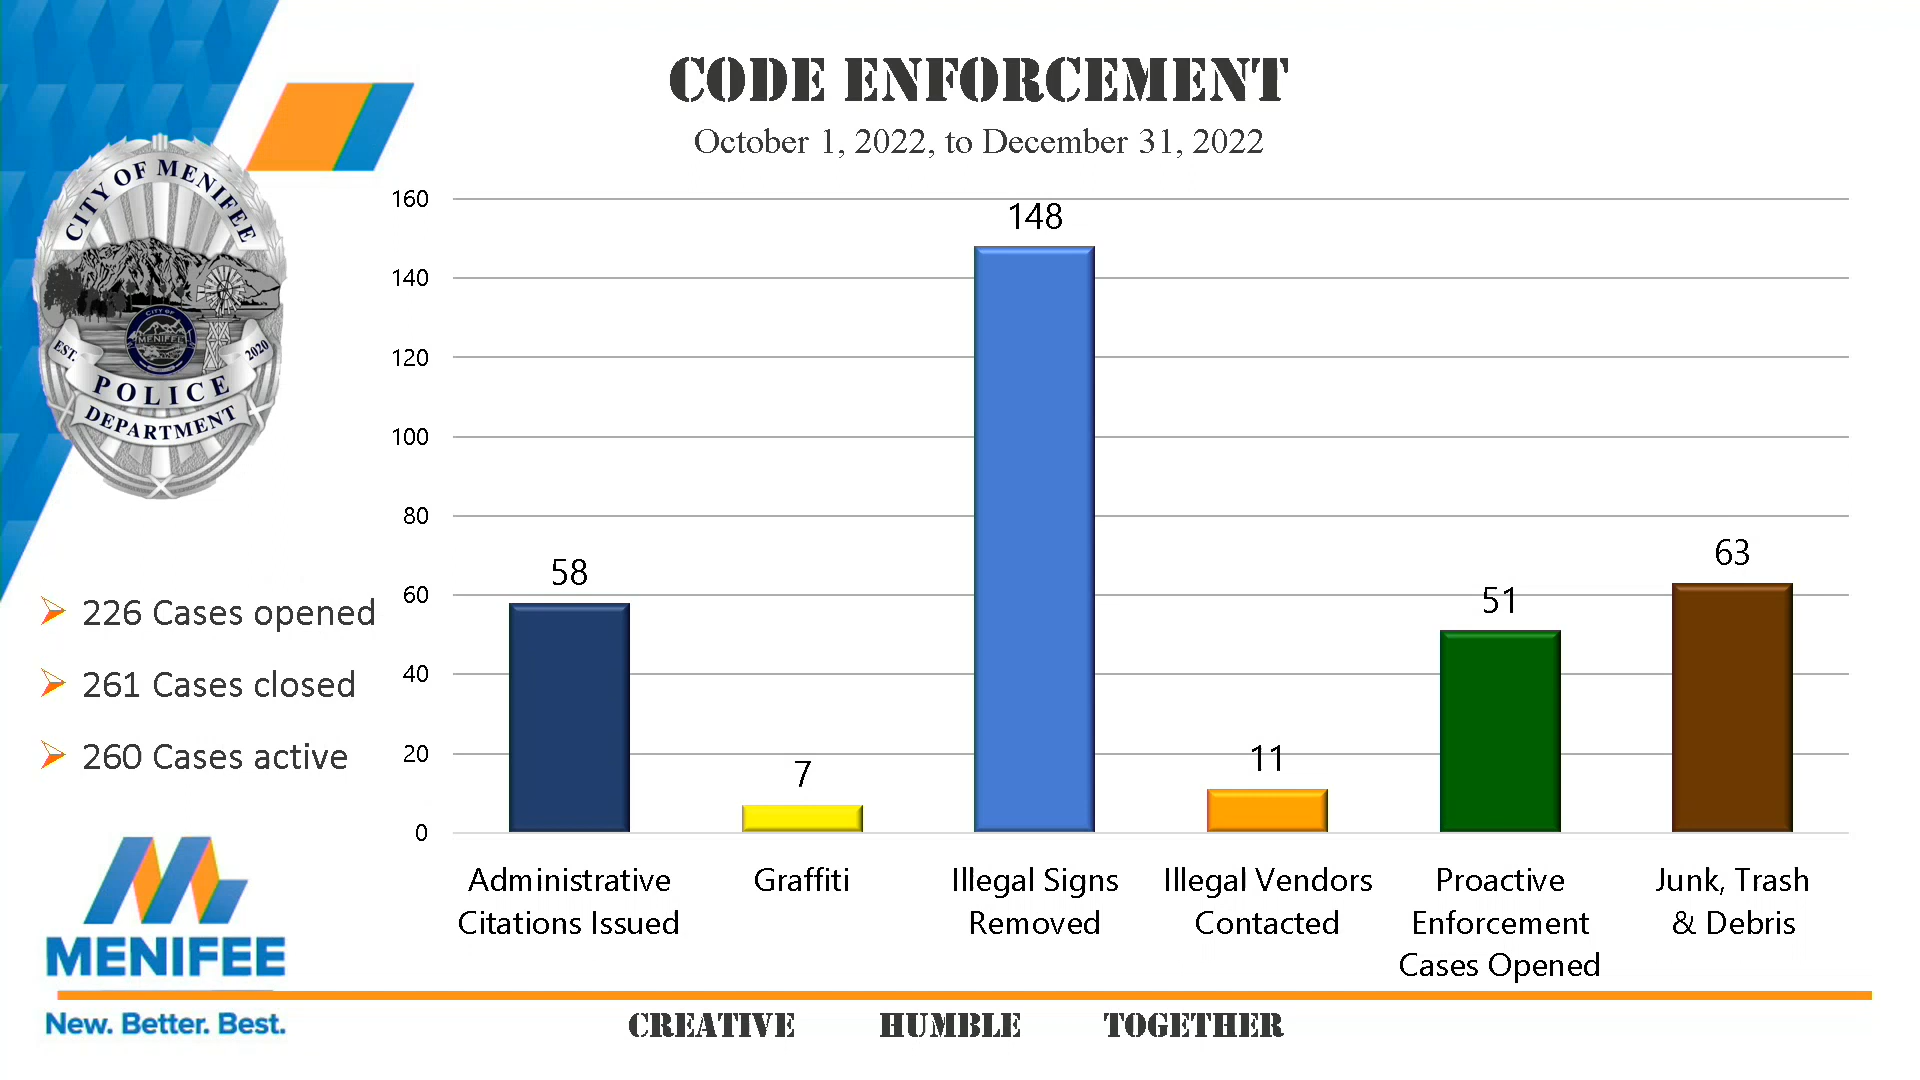 CODE ENFORCEMENT
October 1, 2022, to December 31, 2022
CITY OF MENIFEE
CITY OF
MENIFEE
EST.
2020
POLICE
DEPARTMENT
226 Cases opened
261 Cases closed
260 Cases active
160
140
120
100
80
60
40
20
0
58
7
148
11
51
63
Administrative
Citations Issued
Graffiti
Illegal Signs
Removed
Illegal Vendors
Contacted
Proactive
Enforcement
Cases Opened
Junk, Trash
& Debris
MENIFEE
New. Better. Best.
CREATIVE HUMBLE TOGETHER